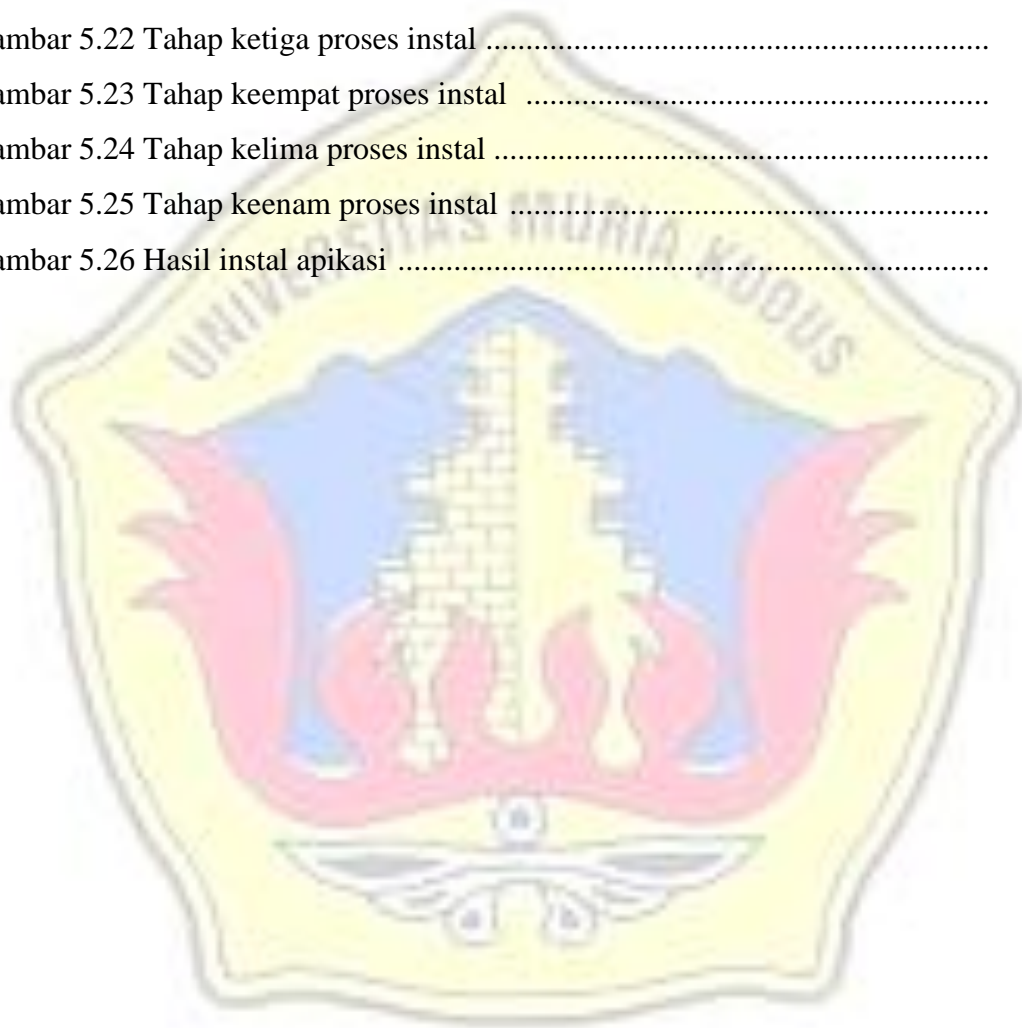 ambar 5.22 Tahap ketiga proses instal ...............................................................
ambar 5.23 Tahap keempat proses instal ..........................................................
ambar 5.24 Tahap kelima proses instal ..............................................................
ambar 5.25 Tahap keenam proses instal ............................................................
ambar 5.26 Hasil instal apikasi ..........................................................................
UNIVERSITAS MURIA KUDUS